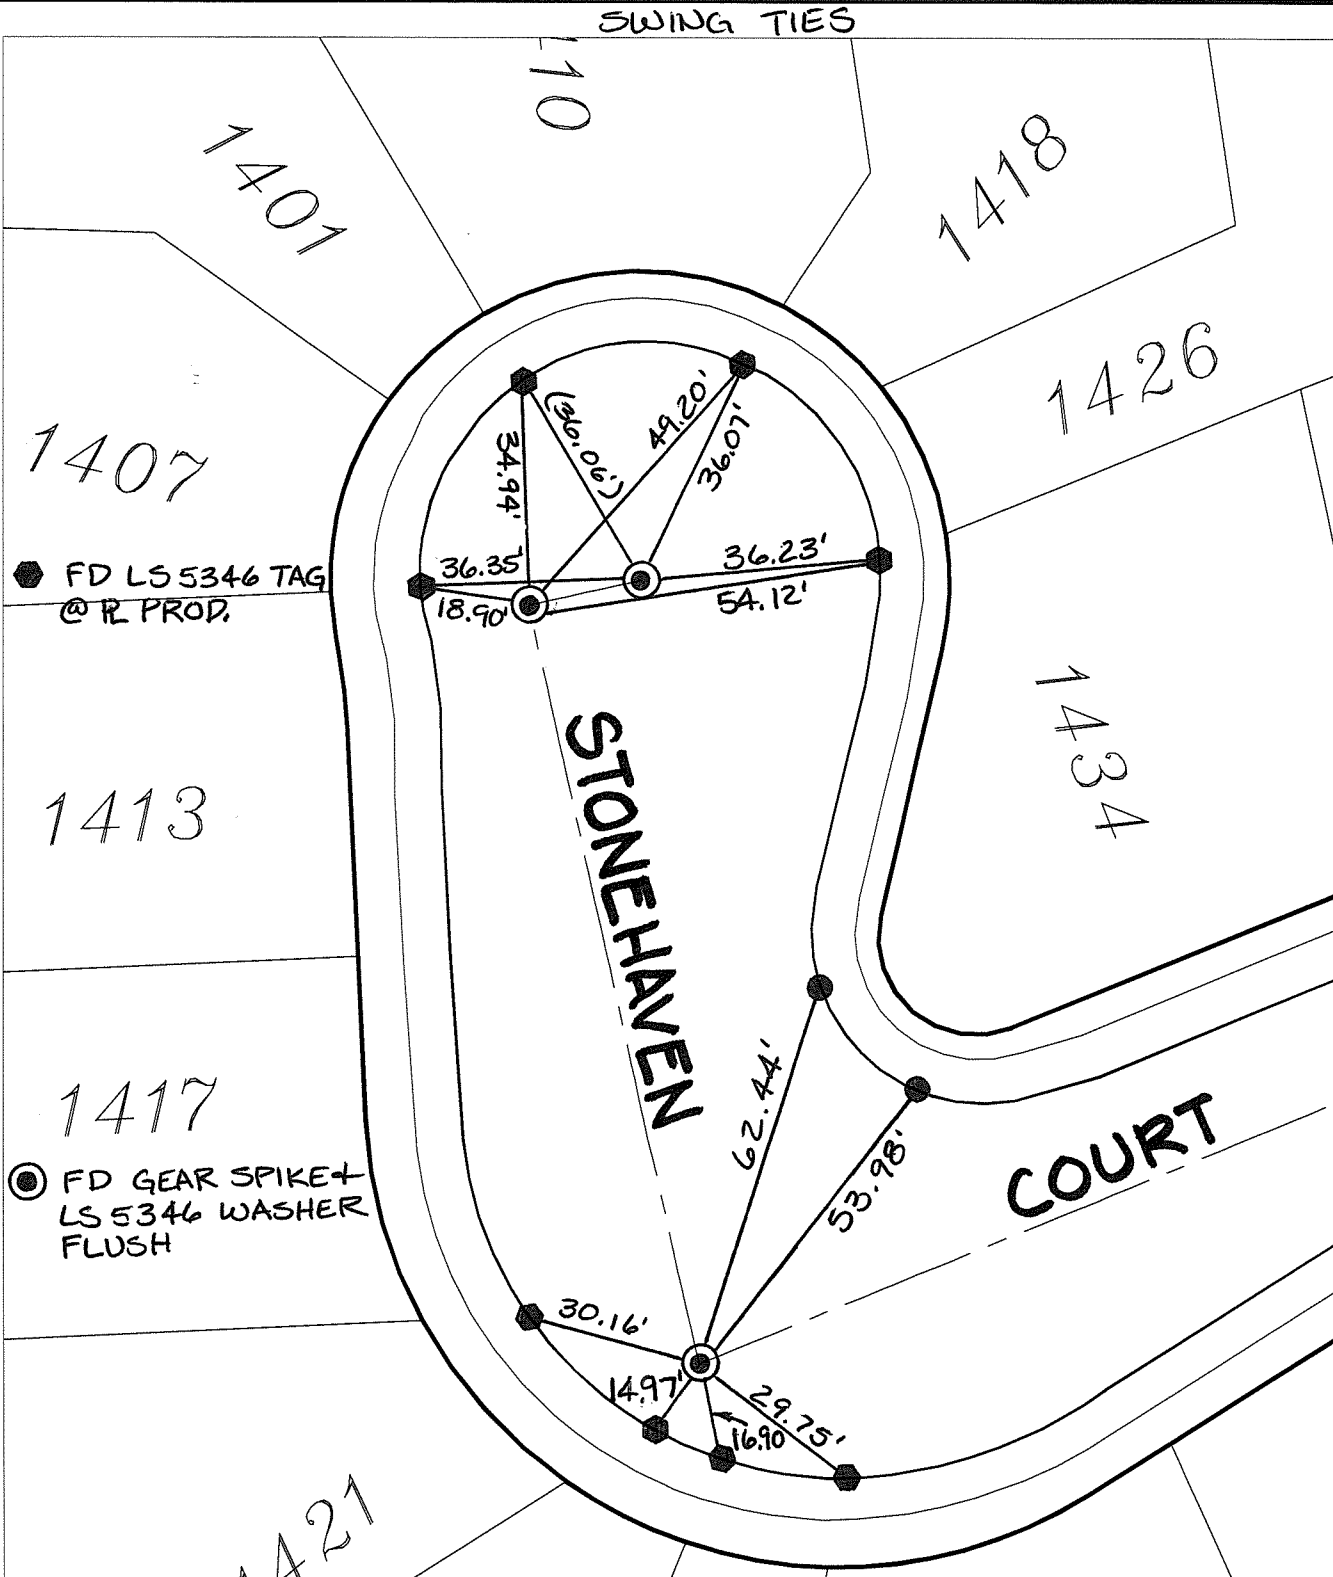 SWING TIES
110
1401
1418
1426
1407
(36.06')
49.20'
34.94'
36.07'
36.35'
36.23'
18.90'
54.12'
FD LS 5346 TAG
@ PL PROD.
STONEHAVEN
1434
1413
1417
62.44'
53.98'
COURT
FD GEAR SPIKE +
LS 5346 WASHER
FLUSH
30.16'
14.97'
29.75'
16.90
1421